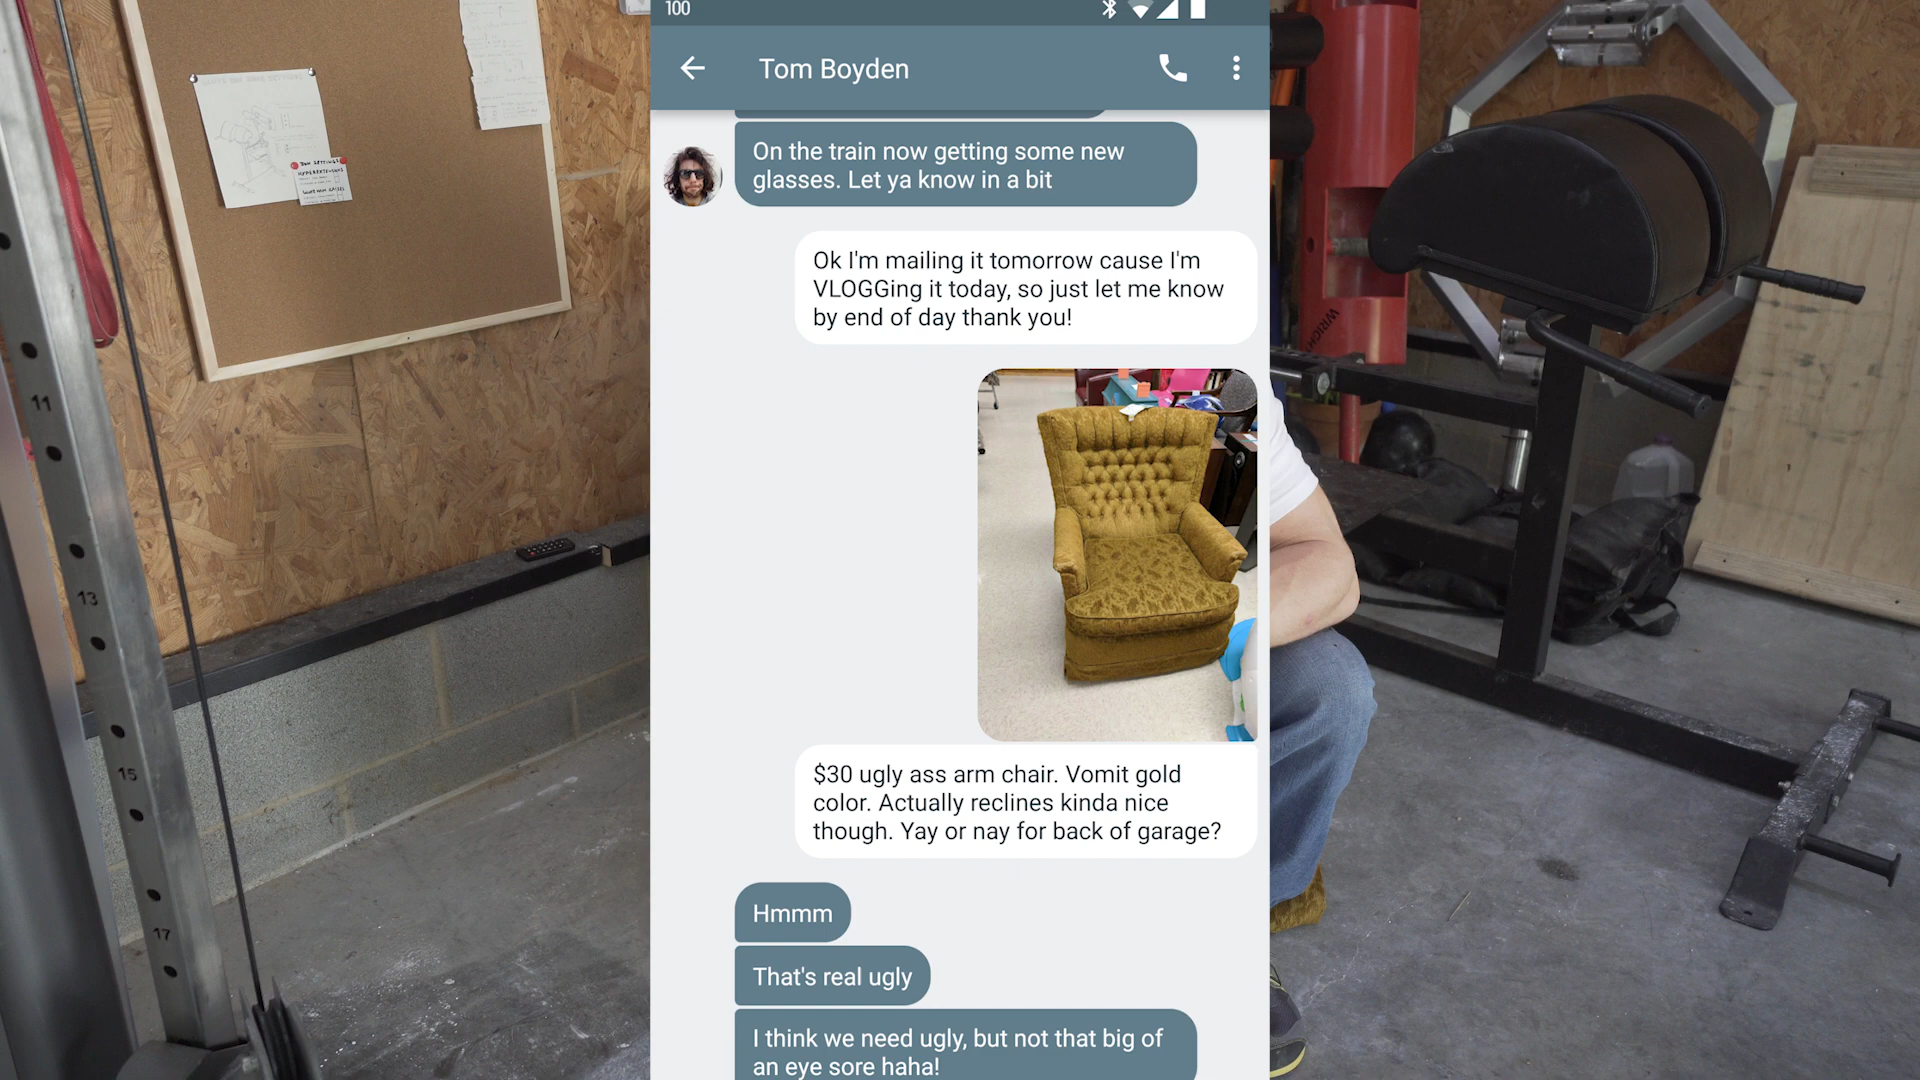 100
Tom Boyden
On the train now getting some new
glasses. Let ya know in a bit
Ok I'm mailing it tomorrow cause I'm
VLOGGing it today, so just let me know
by end of day thank you!
$30 ugly ass arm chair. Vomit gold
color. Actually reclines kinda nice
though. Yay or nay for back of garage?
Hmmm
That's real ugly
I think we need ugly, but not that big of
an eye sore haha!
11
13
15
17